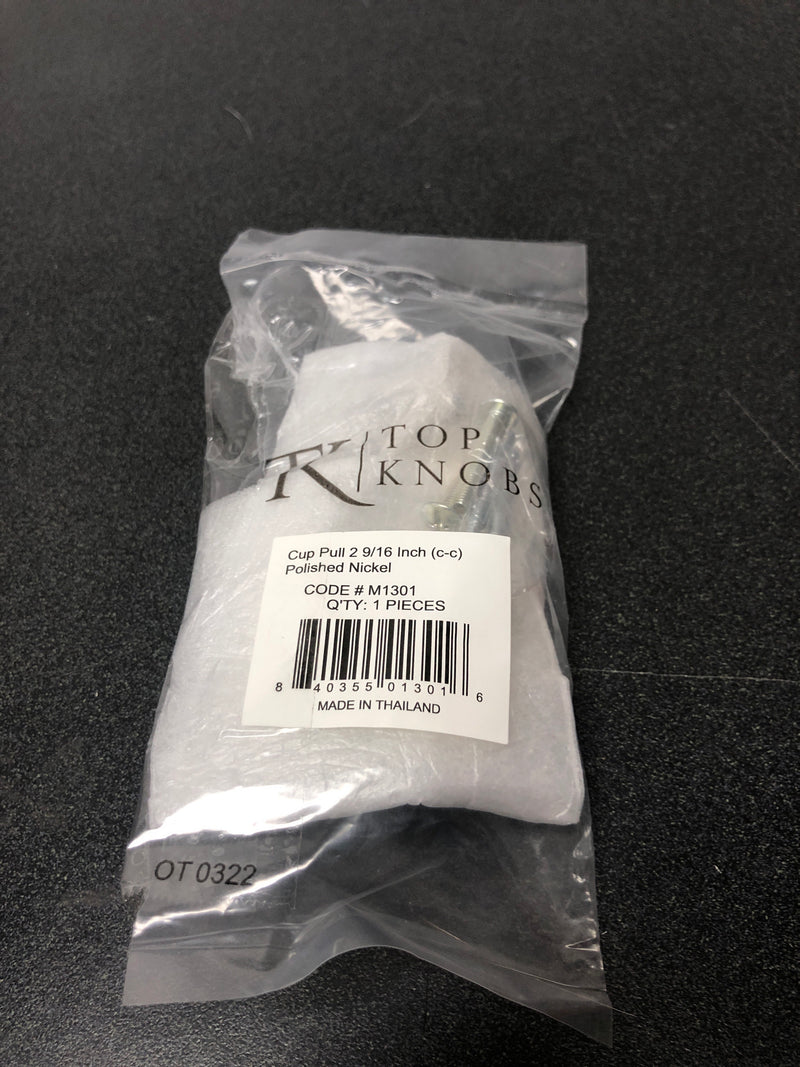 TK TOP
KNOBS
Cup Pull 2 9/16 Inch (c-c)
Polished Nickel
CODE # M1301
Q'TY: 1 PIECES
8 40355 01301 6
MADE IN THAILAND
OT 0322